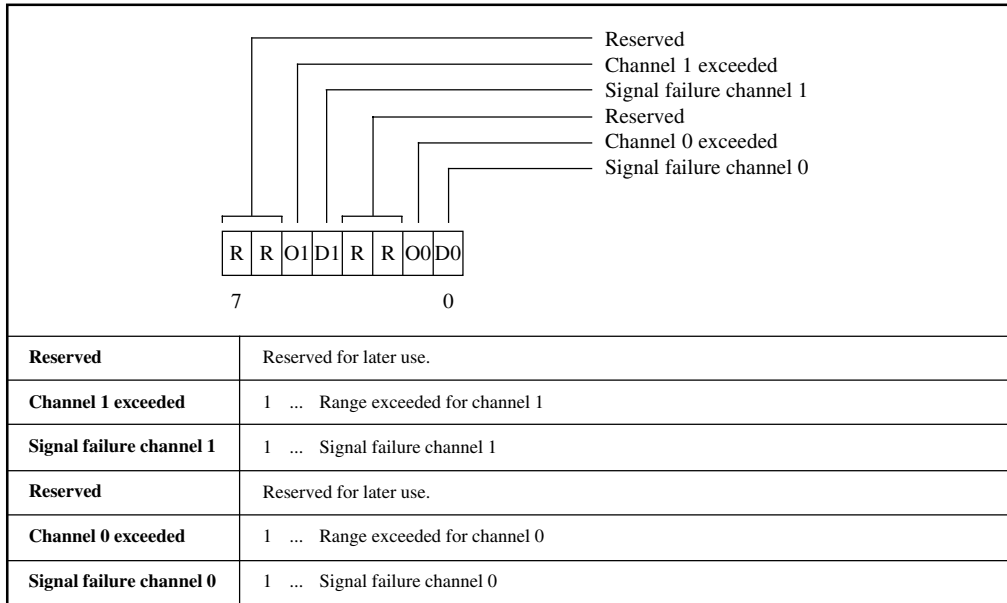 Reserved
Channel 1 exceeded
Signal failure channel 1
Reserved
Channel 0 exceeded
Signal failure channel 0
R R O1 D1 R R O0 D0
7 0
Reserved Reserved for later use.
Channel 1 exceeded 1 ... Range exceeded for channel 1
Signal failure channel 1 1 ... Signal failure channel 1
Reserved Reserved for later use.
Channel 0 exceeded 1 ... Range exceeded for channel 0
Signal failure channel 0 1 ... Signal failure channel 0